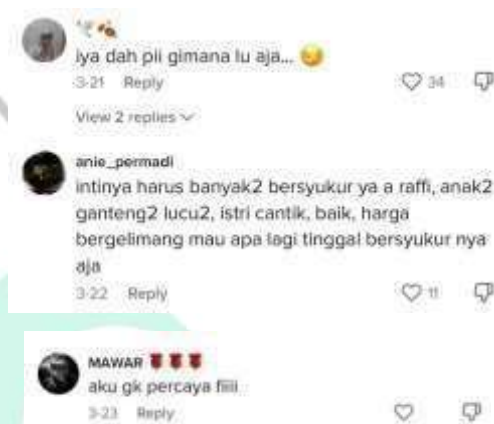 🕊️🍂
iya dah pii gimana lu aja... 😏
3-21 Reply 34
View 2 replies
anie_permadi
intinya harus banyak2 bersyukur ya a raffi, anak2
ganteng2 lucu2, istri cantik, baik, harga
bergelimang mau apa lagi tinggal bersyukur nya
aja
3-22 Reply 11
MAWAR 🌹🌹🌹
aku gk percaya fiiii
3-23 Reply